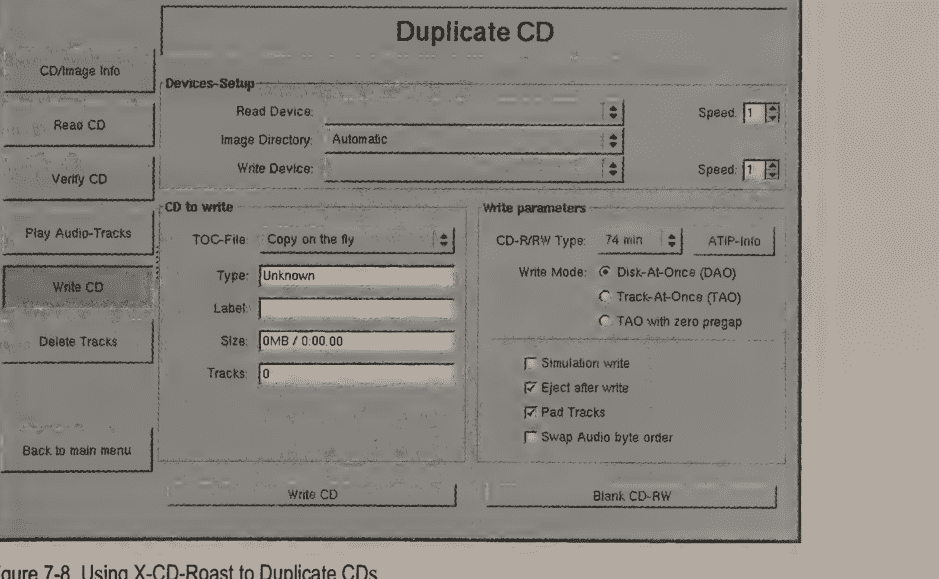 Duplicate CD
CD/Image Info
Read CD
Verify CD
Play Audio-Tracks
Write CD
Delete Tracks
Back to main menu
Devices-Setup
Read Device:
Speed: 1
Image Directory: Automatic
Write Device:
Speed: 1
CD to write
TOC-File: Copy on the fly
Type: Unknown
Label:
Size: 0MB / 0:00.00
Tracks: 0
Write parameters
CD-R/RW Type: 74 min ATIP-Info
Write Mode: Disk-At-Once (DAO)
Track-At-Once (TAO)
TAO with zero pregap
Simulation write
Eject after write
Pad Tracks
Swap Audio byte order
Write CD
Blank CD-RW
gure 7-8 Using X-CD-Roast to Duplicate CDs